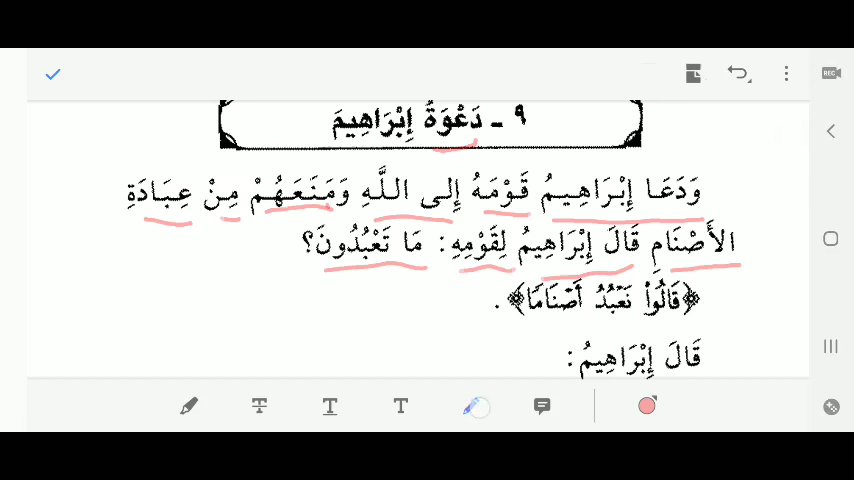 REC
٩ - دَعْوَةُ إِبْرَاهِيمَ
وَدَعَا إِبْرَاهِيمُ قَوْمَهُ إِلَى اللَّهِ وَمَنَعَهُمْ مِنْ عِبَادَةِ
الأَصْنَامِ قَالَ إِبْرَاهِيمُ لِقَوْمِهِ: مَا تَعْبُدُونَ؟
﴿قَالُواْ نَعْبُدُ أَصْنَامًا﴾.
قَالَ إِبْرَاهِيمُ: